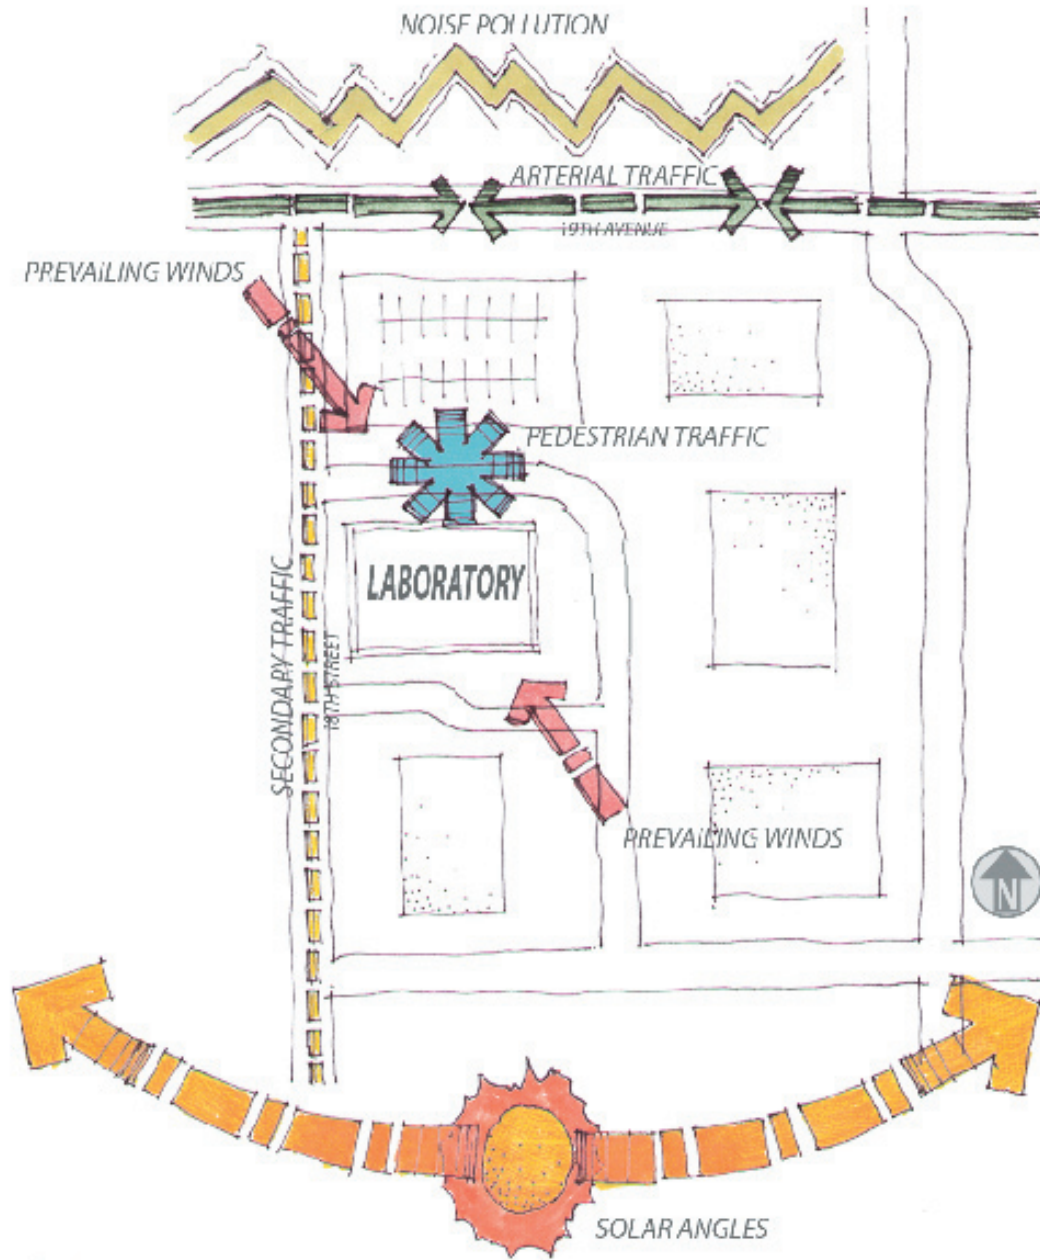 NOISE POLLUTION
ARTERIAL TRAFFIC
19TH AVENUE
PREVAILING WINDS
PEDESTRIAN TRAFFIC
LABORATORY
SECONDARY TRAFFIC
18TH STREET
PREVAILING WINDS
N
SOLAR ANGLES